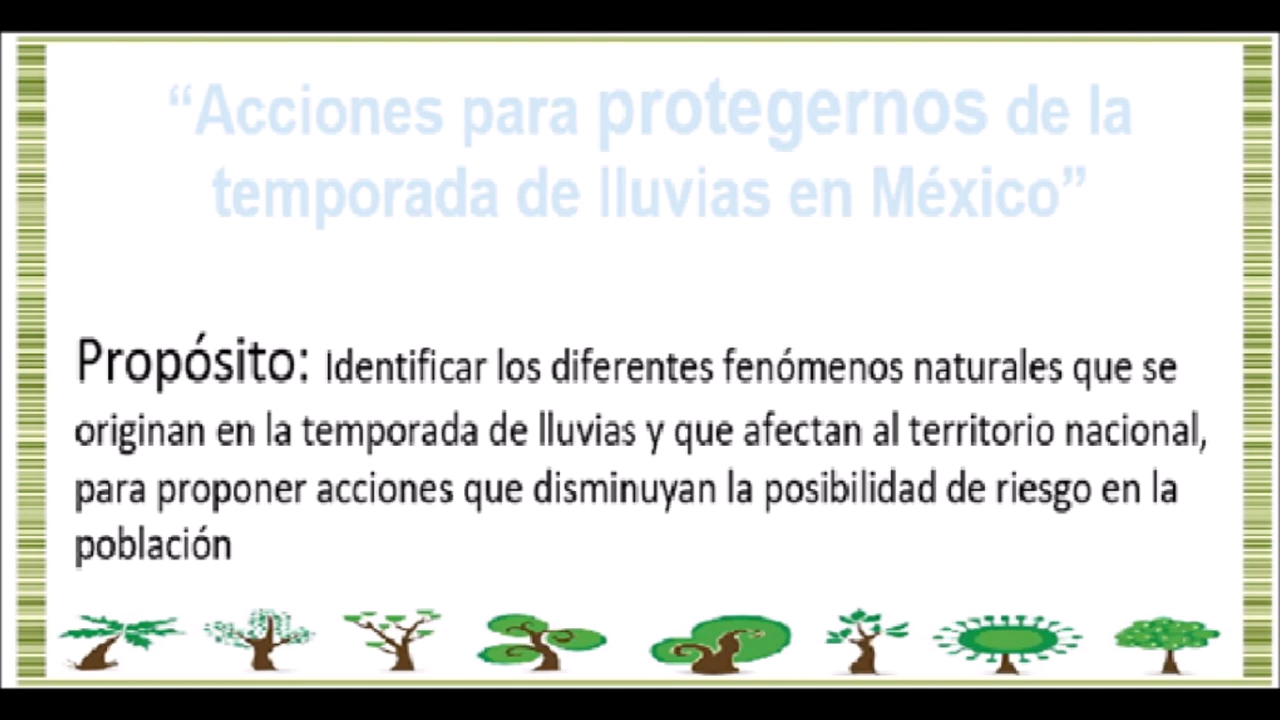 “Acciones para protegernos de la
temporada de lluvias en México”
Propósito: Identificar los diferentes fenómenos naturales que se
originan en la temporada de lluvias y que afectan al territorio nacional,
para proponer acciones que disminuyan la posibilidad de riesgo en la
población